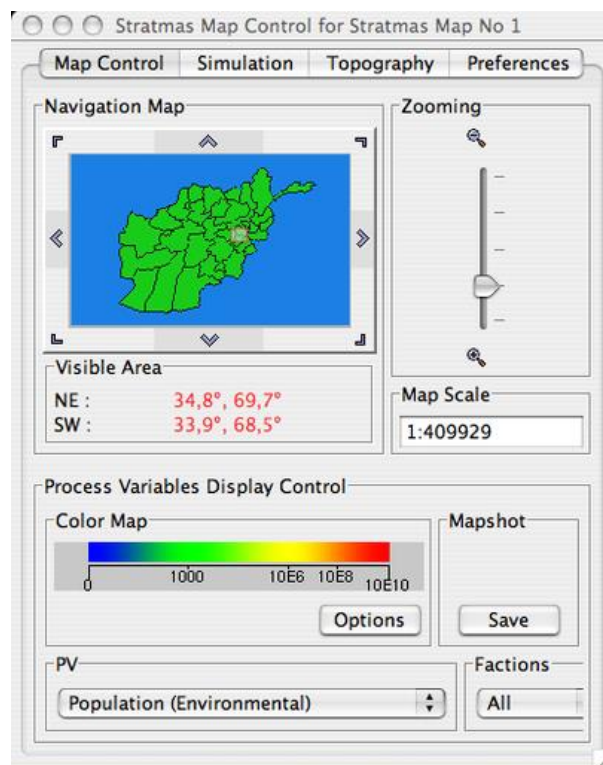 Stratmas Map Control for Stratmas Map No 1
Map Control Simulation Topography Preferences
Navigation Map
Zooming
Visible Area
NE : 34,8°, 69,7°
SW : 33,9°, 68,5°
Map Scale
1:409929
Process Variables Display Control
Color Map
Mapshot
0 1000 10E6 10E8 10E10
Options
Save
PV
Factions
Population (Environmental)
All